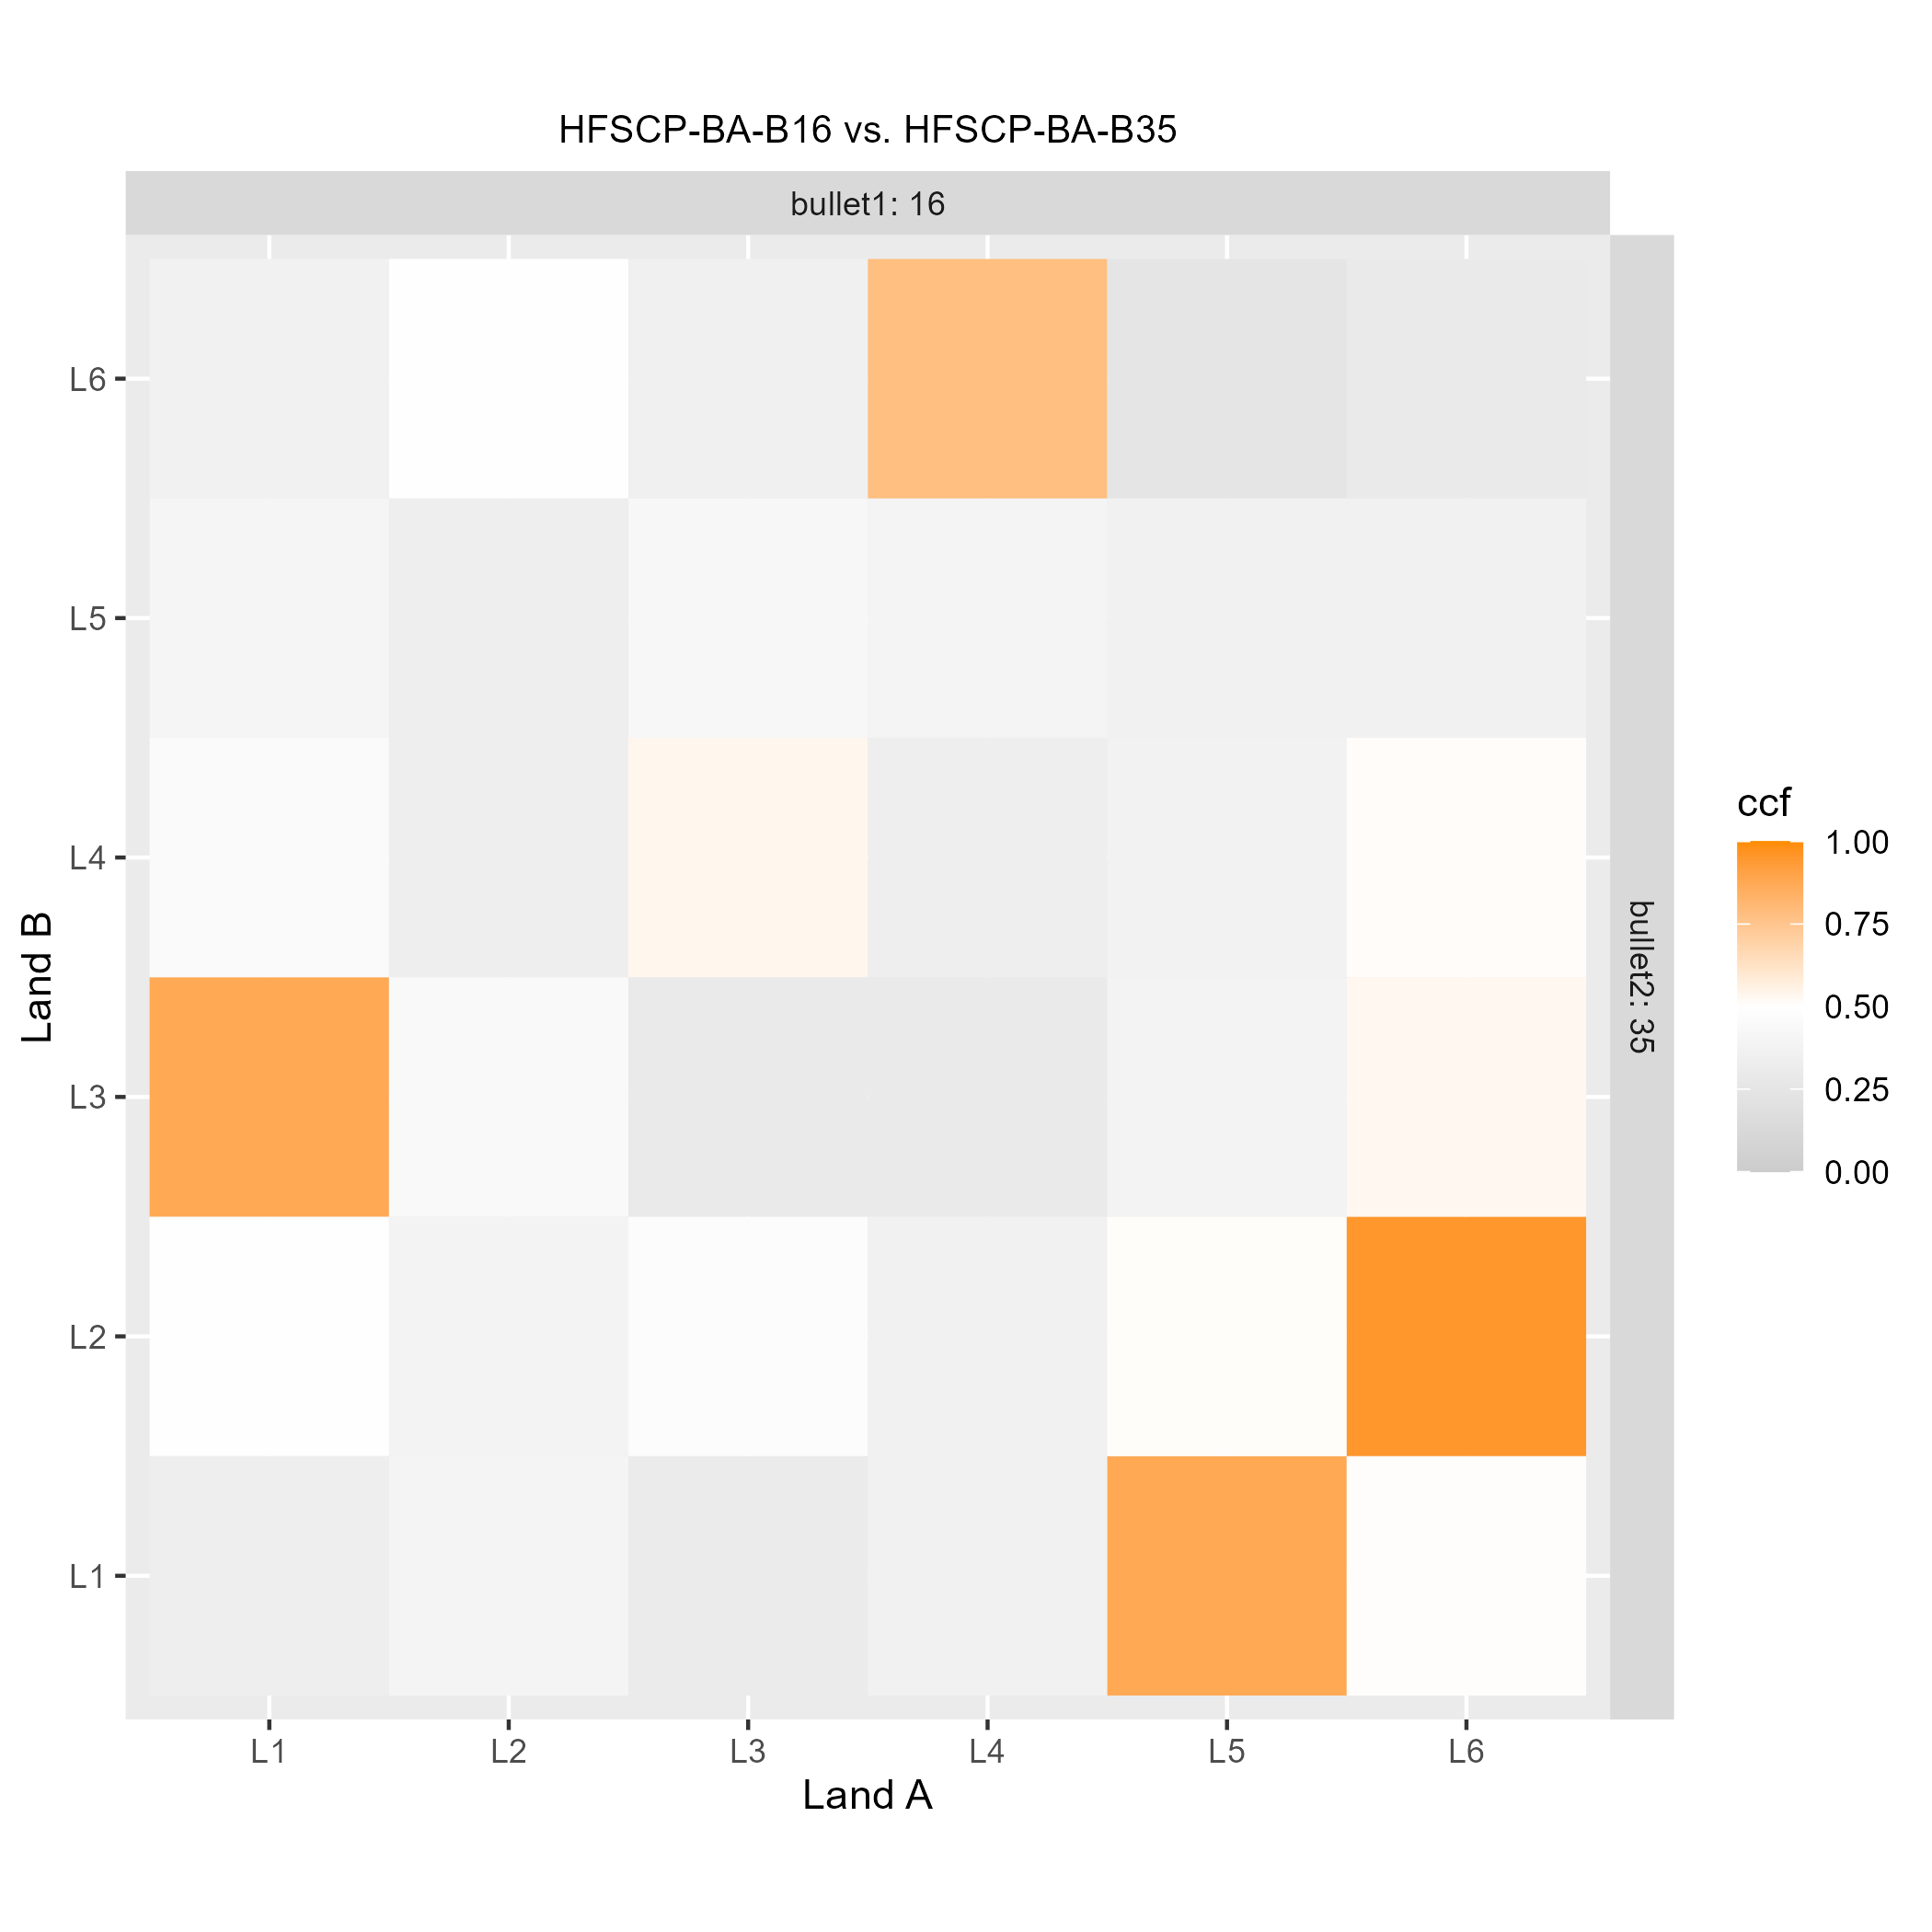 HFSCP-BA-B16 vs. HFSCP-BA-B35
bullet1: 16
L6
L5
L4
L3
L2
L1
Land B
bullet2: 35
L1 L2 L3 L4 L5 L6
Land A
ccf
1.00
0.75
0.50
0.25
0.00